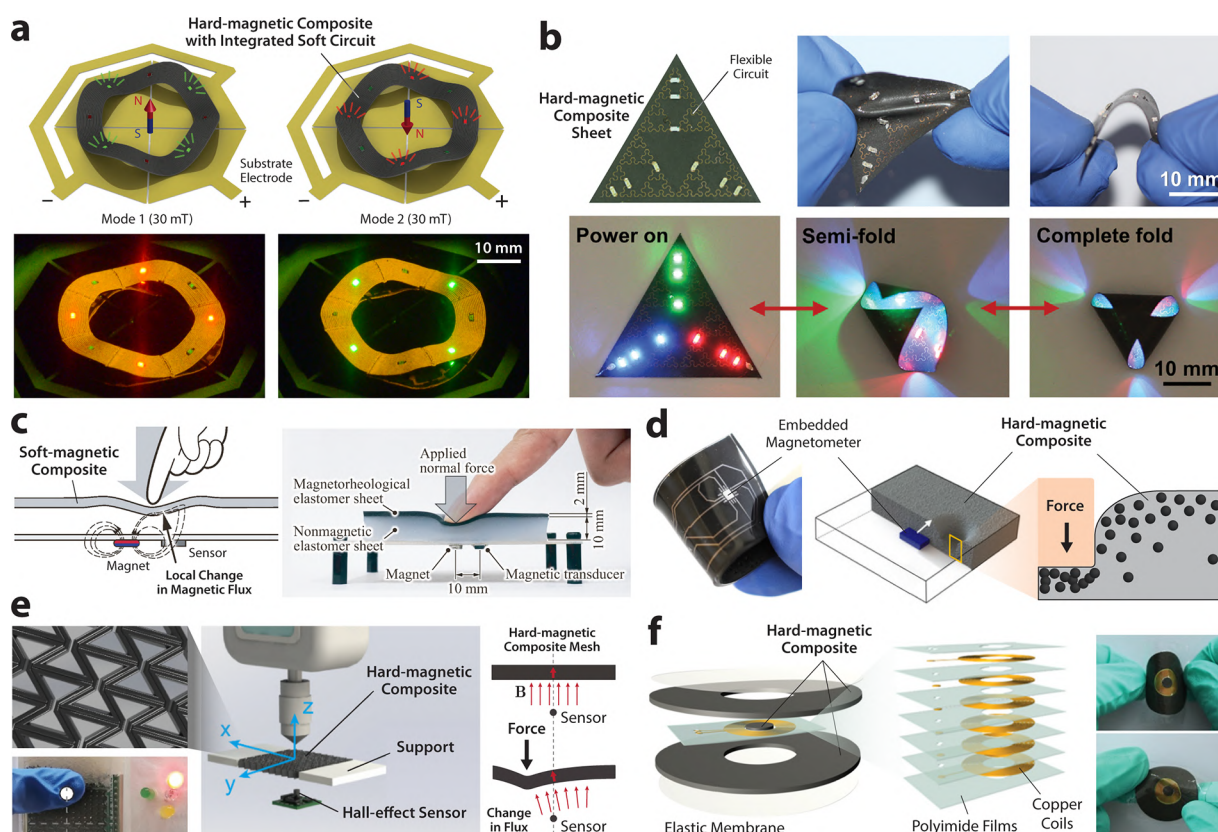 a
Hard-magnetic Composite
with Integrated Soft Circuit
N
S
S
N
Substrate
Electrode
−
+
−
+
Mode 1 (30 mT)
Mode 2 (30 mT)
10 mm
b
Flexible
Circuit
Hard-magnetic
Composite
Sheet
10 mm
Power on
Semi-fold
Complete fold
10 mm
c
Soft-magnetic
Composite
Magnet
Sensor
Local Change
in Magnetic Flux
Applied
normal force
Magnetorheological
elastomer sheet
Nonmagnetic
elastomer sheet
2 mm
10 mm
Magnet
Magnetic transducer
10 mm
d
Embedded
Magnetometer
Hard-magnetic
Composite
Force
e
z
x
y
Hard-magnetic
Composite
Support
Hall-effect Sensor
Hard-magnetic
Composite Mesh
B
Sensor
Force
Change
in Flux
Sensor
f
Hard-magnetic
Composite
Elastic Membrane
Polyimide Films
Copper
Coils